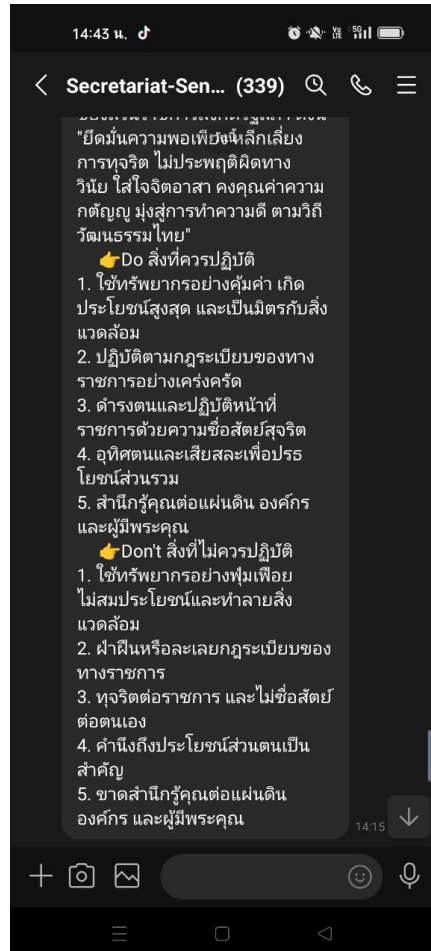 14:43 น.
5G
Secretariat-Sen... (339)
"ยึดมั่นความพอเพียง หลีกเลี่ยง
การทุจริต ไม่ประพฤติผิดทาง
วินัย ใส่ใจจิตอาสา คงคุณค่าความ
กตัญญู มุ่งสู่การทำความดี ตามวิถี
วัฒนธรรมไทย"
👉Do สิ่งที่ควรปฏิบัติ
1. ใช้ทรัพยากรอย่างคุ้มค่า เกิด
ประโยชน์สูงสุด และเป็นมิตรกับสิ่ง
แวดล้อม
2. ปฏิบัติตามกฎระเบียบของทาง
ราชการอย่างเคร่งครัด
3. ดำรงตนและปฏิบัติหน้าที่
ราชการด้วยความซื่อสัตย์สุจริต
4. อุทิศตนและเสียสละเพื่อปรธ
โยชน์ส่วนรวม
5. สำนึกรู้คุณต่อแผ่นดิน องค์กร
และผู้มีพระคุณ
👉Don't สิ่งที่ไม่ควรปฏิบัติ
1. ใช้ทรัพยากรอย่างฟุ่มเฟือย
ไม่สมประโยชน์และทำลายสิ่ง
แวดล้อม
2. ฝ่าฝืนหรือละเลยกฎระเบียบของ
ทางราชการ
3. ทุจริตต่อราชการ และไม่ซื่อสัตย์
ต่อตนเอง
4. คำนึงถึงประโยชน์ส่วนตนเป็น
สำคัญ
5. ขาดสำนึกรู้คุณต่อแผ่นดิน
องค์กร และผู้มีพระคุณ
14:15